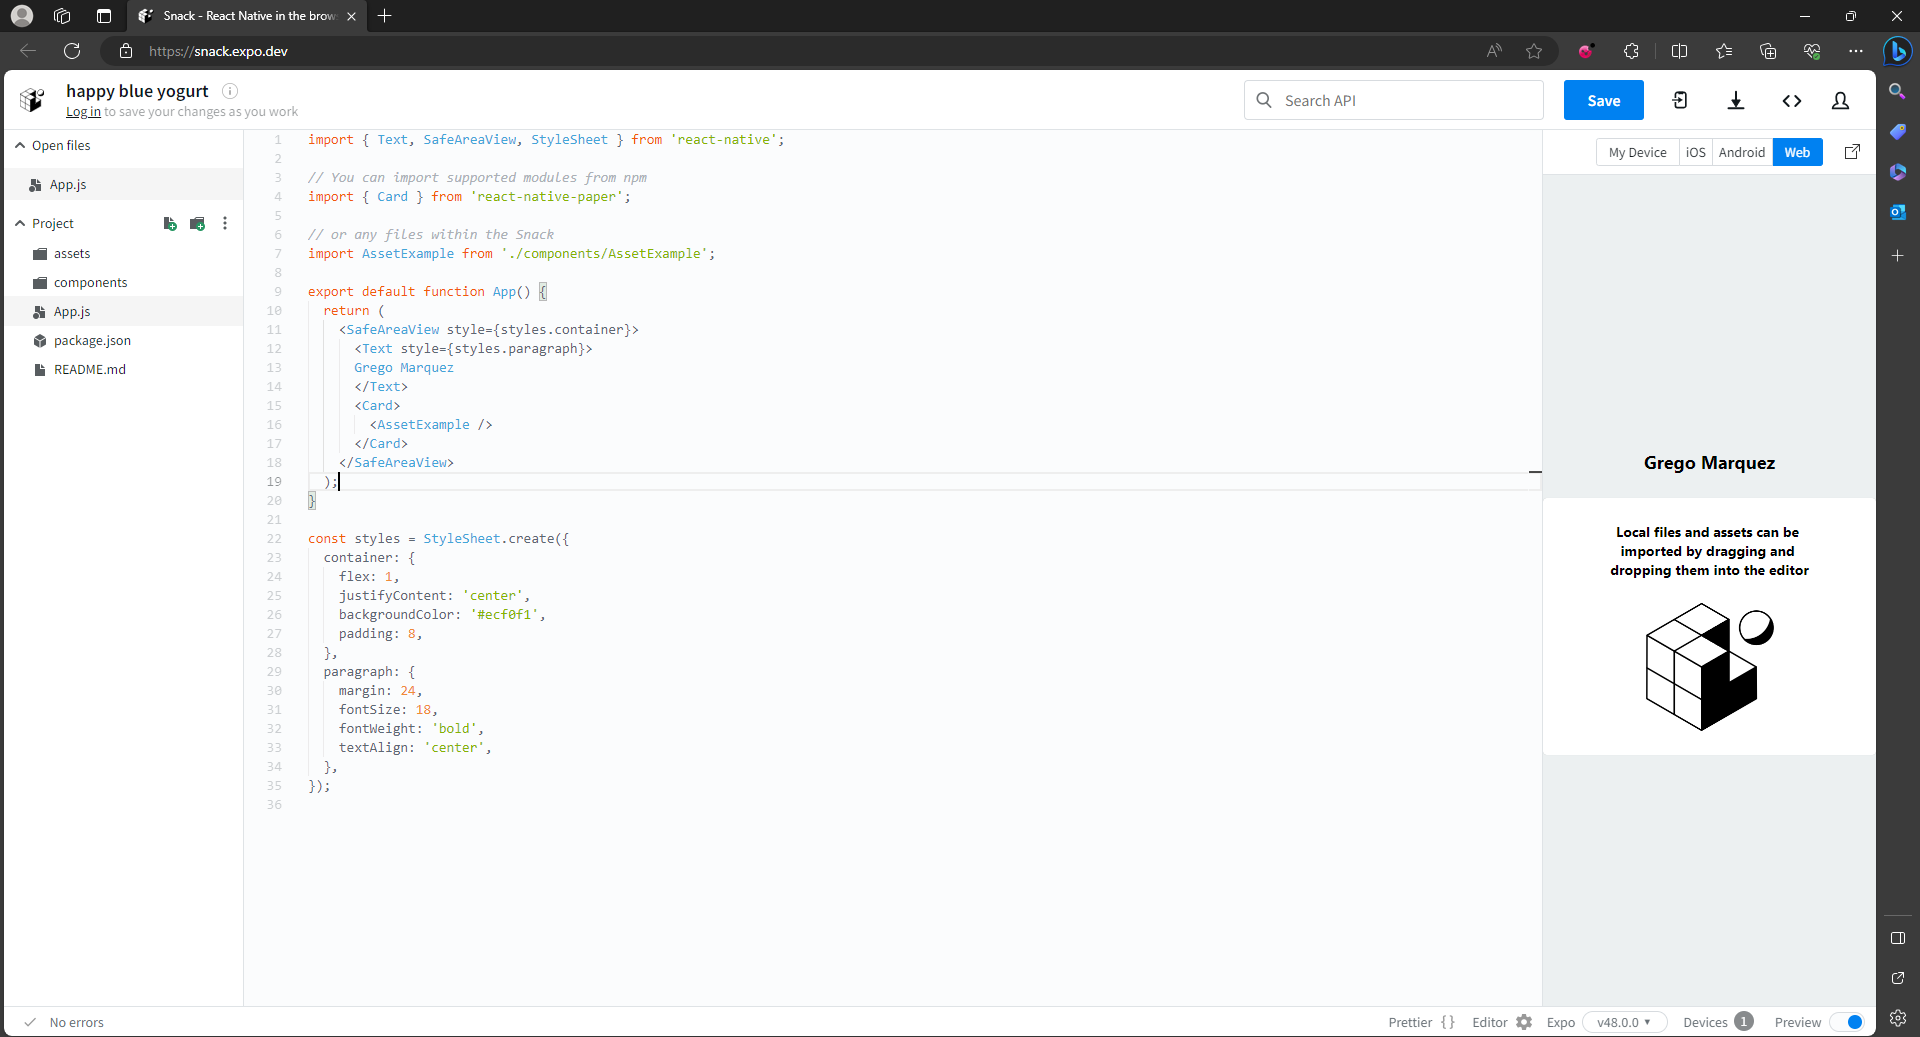 Snack - React Native in the brow
https://snack.expo.dev
happy blue yogurt
Log in to save your changes as you work
Search API
Save
Open files
App.js
Project
assets
components
App.js
package.json
README.md
1 import { Text, SafeAreaView, StyleSheet } from 'react-native';
2
3 // You can import supported modules from npm
4 import { Card } from 'react-native-paper';
5
6 // or any files within the Snack
7 import AssetExample from './components/AssetExample';
8
9 export default function App() {
10 return (
11 <SafeAreaView style={styles.container}>
12 <Text style={styles.paragraph}>
13 Grego Marquez
14 </Text>
15 <Card>
16 <AssetExample />
17 </Card>
18 </SafeAreaView>
19 );
20 }
21
22 const styles = StyleSheet.create({
23 container: {
24 flex: 1,
25 justifyContent: 'center',
26 backgroundColor: '#ecf0f1',
27 padding: 8,
28 },
29 paragraph: {
30 margin: 24,
31 fontSize: 18,
32 fontWeight: 'bold',
33 textAlign: 'center',
34 },
35 });
36
My Device iOS Android Web
Grego Marquez
Local files and assets can be
imported by dragging and
dropping them into the editor
No errors
Prettier {} Editor Expo v48.0.0 Devices 1 Preview